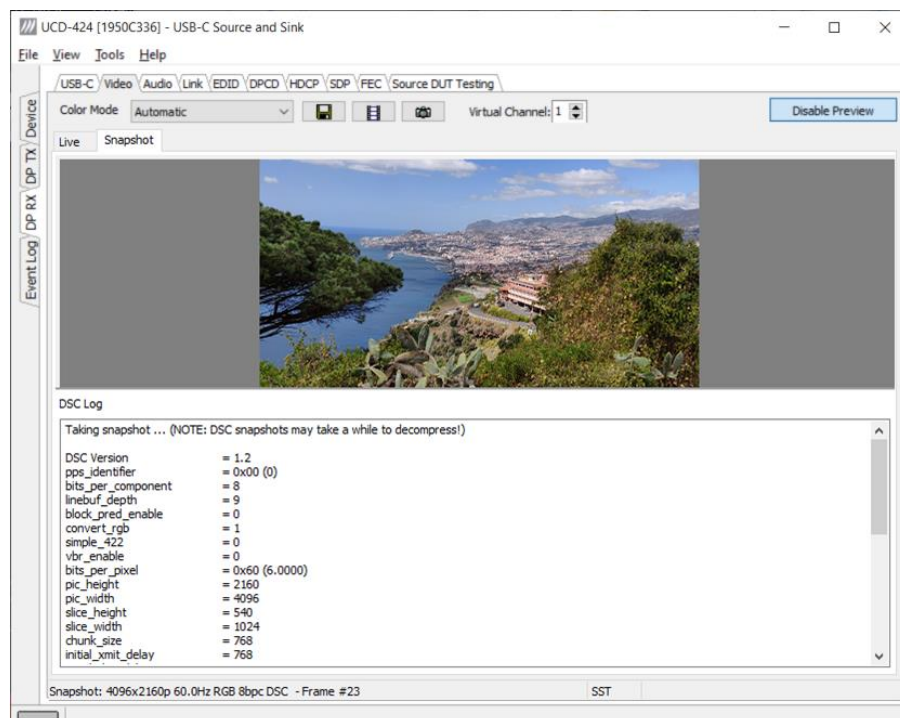 UCD-424 [1950C336] - USB-C Source and Sink
File View Tools Help
USB-C Video Audio Link EDID DPCD HDCP SDP FEC Source DUT Testing
Device
DP TX
DP RX
Event Log
Color Mode Automatic Virtual Channel: 1 Disable Preview
Live Snapshot
DSC Log
Taking snapshot ... (NOTE: DSC snapshots may take a while to decompress!)
DSC Version = 1.2
pps_identifier = 0x00 (0)
bits_per_component = 8
linebuf_depth = 9
block_pred_enable = 0
convert_rgb = 1
simple_422 = 0
vbr_enable = 0
bits_per_pixel = 0x60 (6.0000)
pic_height = 2160
pic_width = 4096
slice_height = 540
slice_width = 1024
chunk_size = 768
initial_xmit_delay = 768
Snapshot: 4096x2160p 60.0Hz RGB 8bpc DSC - Frame #23 SST